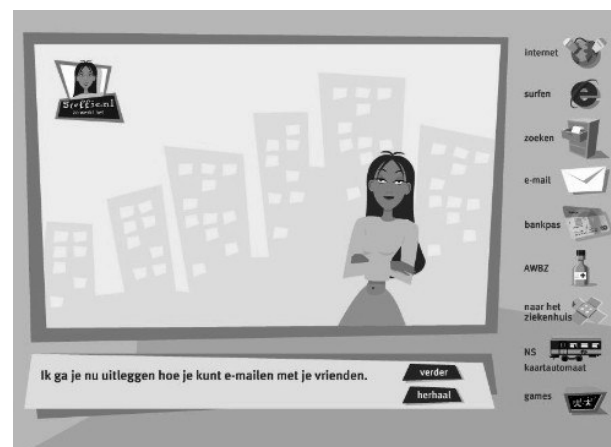 Steffie.nl
internet
surfen
zoeken
e-mail
bankpas
AWBZ
naar het
ziekenhuis
NS
kaartautomaat
games
Ik ga je nu uitleggen hoe je kunt e-mailen met je vrienden.
verder
herhaal